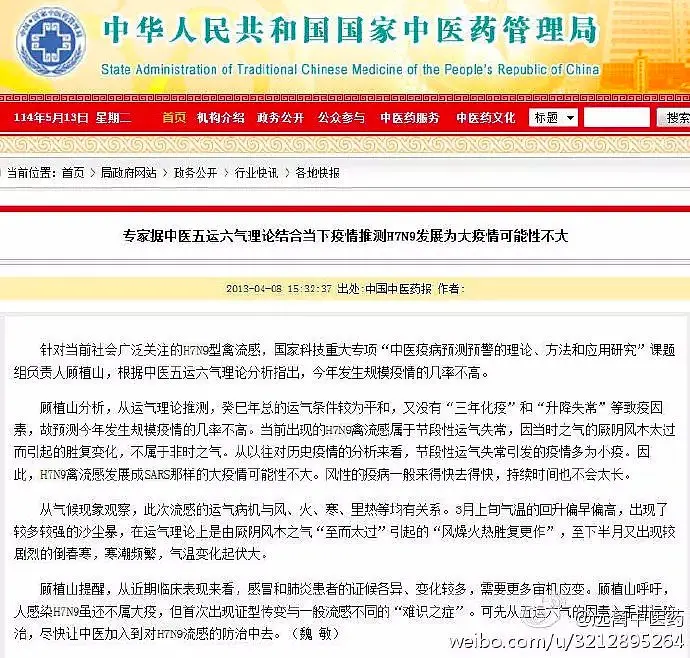 中华人民共和国国家中医药管理局
State Administration of Traditional Chinese Medicine of the People's Republic of China
114年5月13日 星期二 首页 机构介绍 政务公开 公众参与 中医药服务 中医药文化 标题 搜索
当前位置：首页 > 局政府网站 > 政务公开 > 行业快讯 > 各地快报
专家据中医五运六气理论结合当下疫情推测H7N9发展为大疫情可能性不大
2013-04-08 15:32:37 出处:中国中医药报 作者:
针对当前社会广泛关注的H7N9型禽流感，国家科技重大专项“中医疫病预测预警的理论、方法和应用研究”课题
组负责人顾植山，根据中医五运六气理论分析指出，今年发生规模疫情的几率不高。
顾植山分析，从运气理论推测，癸巳年总的运气条件较为平和，又没有“三年化疫”和“升降失常”等致疫因
素，故预测今年发生规模疫情的几率不高。当前出现的H7N9禽流感属于节段性运气失常，因当时之气的厥阴风木太过
而引起的胜复变化，不属于非时之气。从以往对历史疫情的分析来看，节段性运气失常引发的疫情多为小疫。因
此，H7N9禽流感发展成SARS那样的大疫情可能性不大。风性的疫病一般来得快去得快，持续时间也不会太长。
从气候现象观察，此次流感的运气病机与风、火、寒、里热等均有关系。3月上旬气温的回升偏早偏高，出现了
较多较强的沙尘暴，在运气理论上是由厥阴风木之气“至而太过”引起的“风燥火热胜复更作”，至下半月又出现较
剧烈的倒春寒，寒潮频繁，气温变化起伏大。
顾植山提醒，从近期临床表现来看，感冒和肺炎患者的证候各异、变化较多，需要更多审机应变。顾植山呼吁，
人感染H7N9虽还不属大疫，但首次出现证型传变与一般流感不同的“难识之症”。可先从五运六气的因素入手进行防
治，尽快让中医加入到对H7N9流感的防治中去。（魏 敏）
@远离中医药
weibo.com/u/3212895264